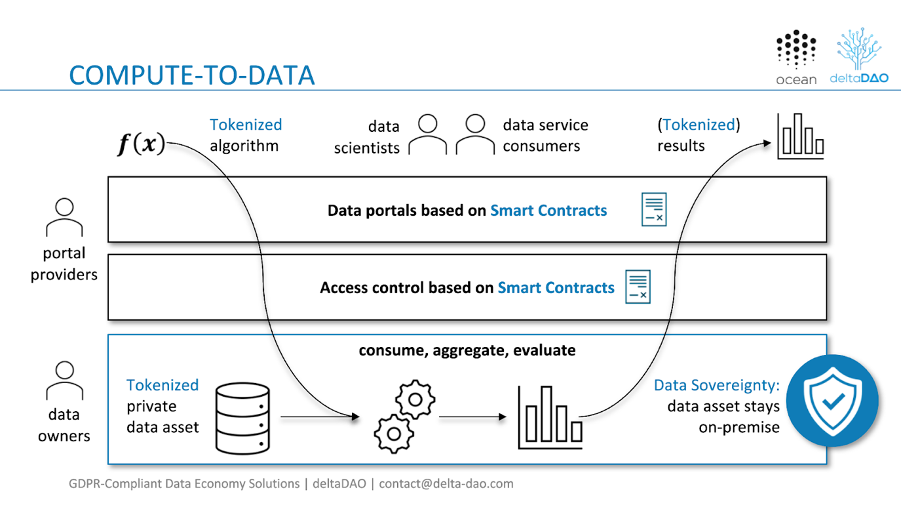 COMPUTE-TO-DATA
ocean
deltaDAO
f(x)
Tokenized
algorithm
data
scientists
data service
consumers
(Tokenized)
results
Data portals based on Smart Contracts
portal
providers
Access control based on Smart Contracts
consume, aggregate, evaluate
data
owners
Tokenized
private
data asset
Data Sovereignty:
data asset stays
on-premise
GDPR-Compliant Data Economy Solutions | deltaDAO | contact@delta-dao.com